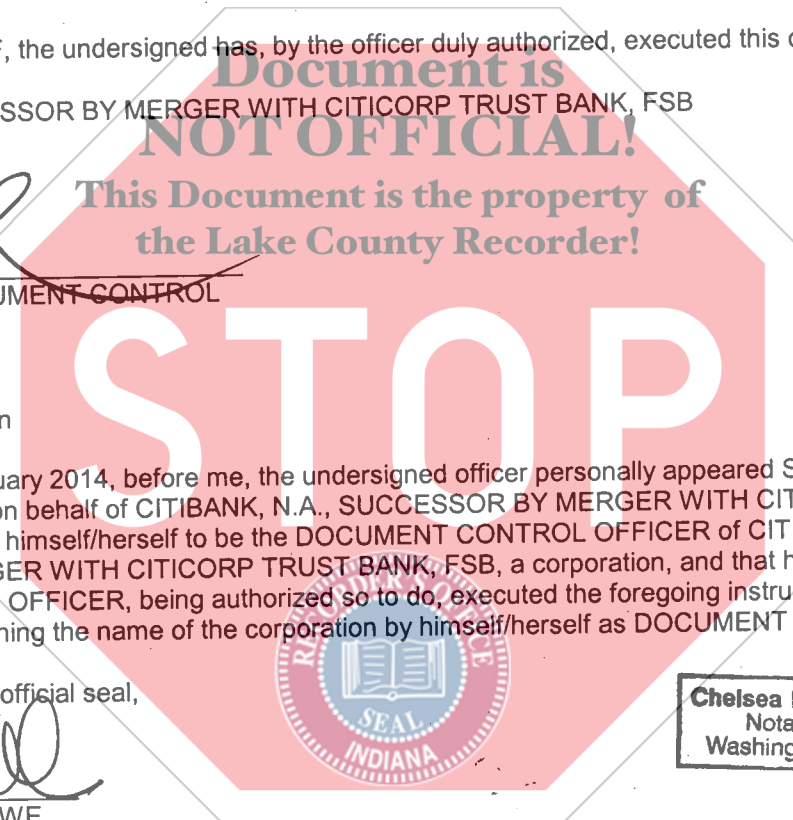 , the undersigned has, by the officer duly authorized, executed this
Document is
SSOR BY MERGER WITH CITICORP TRUST BANK, FSB
NOT OFFICIAL!
This Document is the property of
the Lake County Recorder!
UMENT CONTROL
STOP
n
uary 2014, before me, the undersigned officer personally appeared S
on behalf of CITIBANK, N.A., SUCCESSOR BY MERGER WITH CIT
himself/herself to be the DOCUMENT CONTROL OFFICER of CIT
GER WITH CITICORP TRUST BANK, FSB, a corporation, and that h
OFFICER, being authorized so to do, executed the foregoing instru
ning the name of the corporation by himself/herself as DOCUMENT
RECORDER'S OFFICE
SEAL
INDIANA
official seal,
Chelsea
Nota
Washing
WE